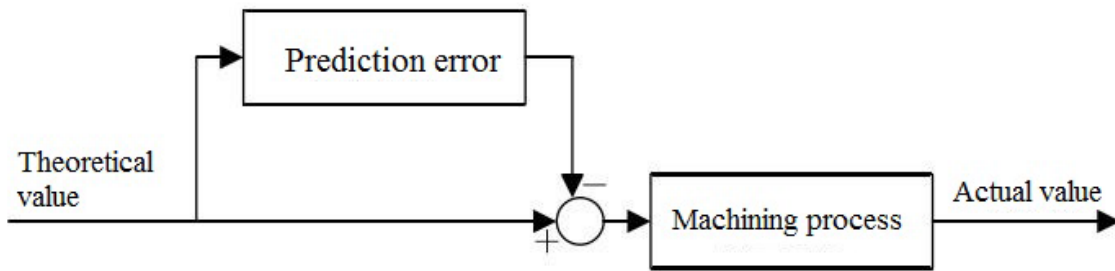 Prediction error
Theoretical
value
−
+
Machining process
Actual value